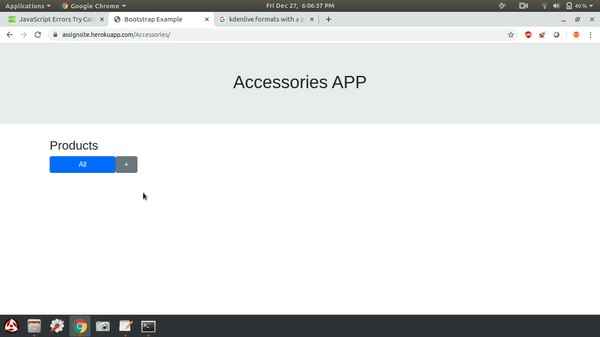 Applications Google Chrome Fri Dec 27, 6:06:37 PM 40 %
JavaScript Errors Try Catc Bootstrap Example kdenlive formats with a p
assignsite.herokuapp.com/Accessories/
Accessories APP
Products
All +